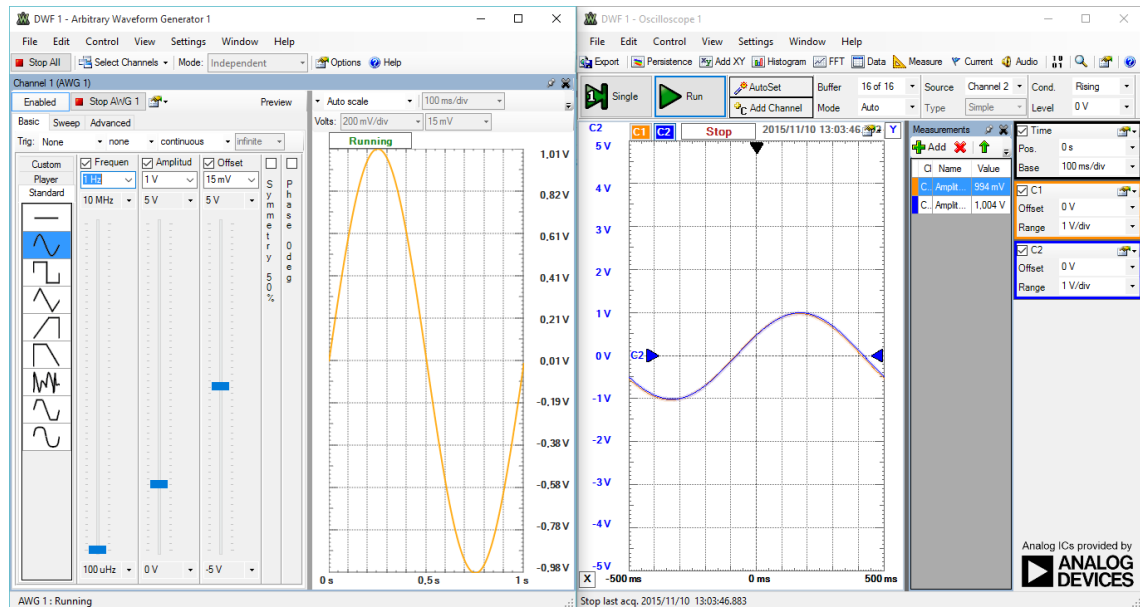 DWF 1 - Arbitrary Waveform Generator 1
File Edit Control View Settings Window Help
Stop All Select Channels Mode: Independent Options Help
Channel 1 (AWG 1)
Enabled Stop AWG 1 Preview
Basic Sweep Advanced
Trig: None none continuous infinite
Custom
Player
Standard
Frequen Amplitud Offset
1 Hz 1 V 15 mV
10 MHz 5 V 5 V
Symmetry 50%
Phase 0 deg
100 uHz 0 V -5 V
Auto scale 100 ms/div
Volts: 200 mV/div 15 mV
Running
1,01 V
0,82 V
0,61 V
0,41 V
0,21 V
0,01 V
-0,19 V
-0,38 V
-0,58 V
-0,78 V
-0,98 V
0 s 0,5 s 1 s
AWG 1 : Running
DWF 1 - Oscilloscope 1
File Edit Control View Settings Window Help
Export Persistence Add XY Histogram FFT Data Measure Current Audio
Single Run AutoSet Buffer 16 of 16 Source Channel 2 Cond. Rising
Add Channel Mode Auto Type Simple Level 0 V
C2 C1 C2 Stop 2015/11/10 13:03:46 Y
5 V
4 V
3 V
2 V
1 V
0 V C2
-1 V
-2 V
-3 V
-4 V
-5 V
X -500 ms 0 ms 500 ms
Measurements
Add
Name Value
C.. Amplit... 994 mV
C.. Amplit... 1,004 V
Time
Pos. 0 s
Base 100 ms/div
C1
Offset 0 V
Range 1 V/div
C2
Offset 0 V
Range 1 V/div
Analog ICs provided by
ANALOG
DEVICES
Stop last acq. 2015/11/10 13:03:46.883